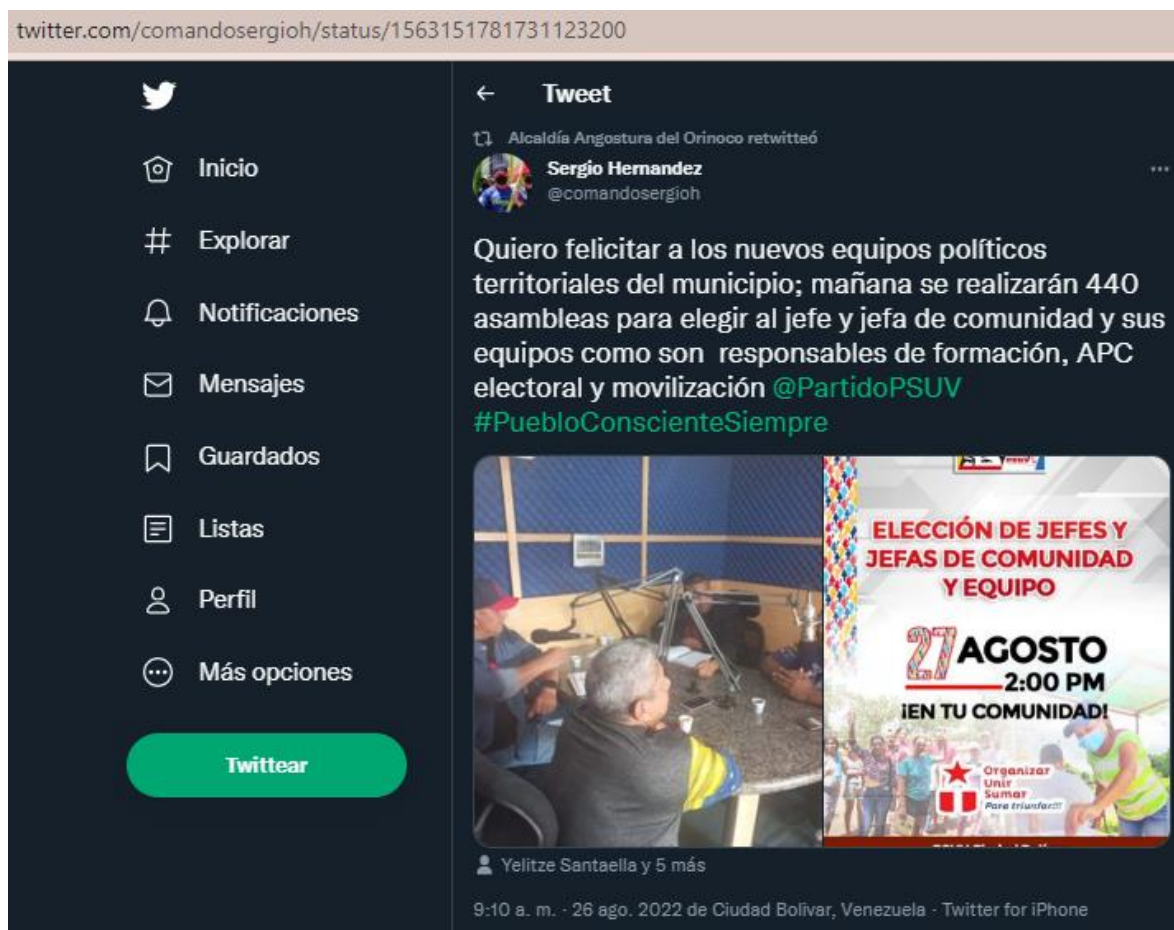 twitter.com/comandosergioh/status/1563151781731123200
Inicio
Explorar
Notificaciones
Mensajes
Guardados
Listas
Perfil
Más opciones
Twittear
Tweet
Alcaldía Angostura del Orinoco retwitteó
Sergio Hernandez
@comandosergioh
Quiero felicitar a los nuevos equipos políticos
territoriales del municipio; mañana se realizarán 440
asambleas para elegir al jefe y jefa de comunidad y sus
equipos como son responsables de formación, APC
electoral y movilización @PartidoPSUV
#PuebloConscienteSiempre
ELECCIÓN DE JEFES Y
JEFAS DE COMUNIDAD
Y EQUIPO
27 AGOSTO
2:00 PM
¡EN TU COMUNIDAD!
Organizar
Unir
Sumar
Para triunfar!!!
Yelitze Santaella y 5 más
9:10 a. m. · 26 ago. 2022 de Ciudad Bolivar, Venezuela · Twitter for iPhone